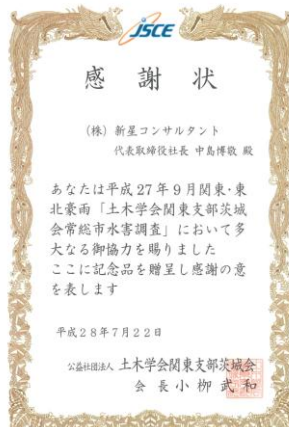 JSCE
感謝状
(株)新星コンサルタント
代表取締役社長 中島博敬 殿
あなたは平成27年9月関東・東
北豪雨「土木学会関東支部茨城
会常総市水害調査」において多
大なる御協力を賜りました
ここに記念品を贈呈し感謝の意
を表します
平成28年7月22日
公益社団法人 土木学会関東支部茨城会
会長小柳武和